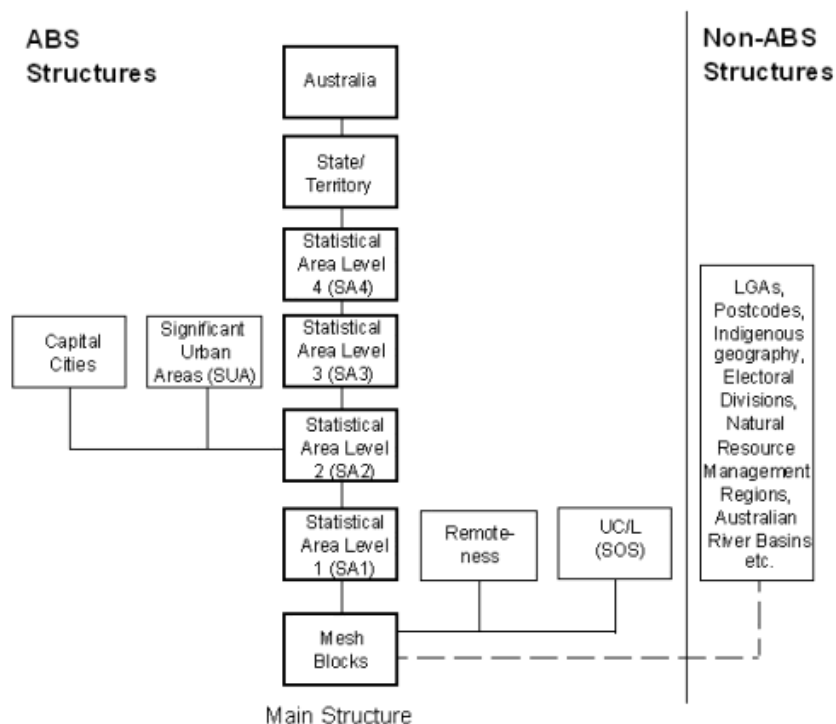 ABS
Structures
Non-ABS
Structures
Australia
State/
Territory
Statistical
Area Level
4 (SA4)
Capital
Cities
Significant
Urban
Areas (SUA)
Statistical
Area Level
3 (SA3)
Statistical
Area Level
2 (SA2)
Statistical
Area Level
1 (SA1)
Remote-
ness
UC/L
(SOS)
Mesh
Blocks
Main Structure
LGAs,
Postcodes,
Indigenous
geography,
Electoral
Divisions,
Natural
Resource
Management
Regions,
Australian
River Basins
etc.